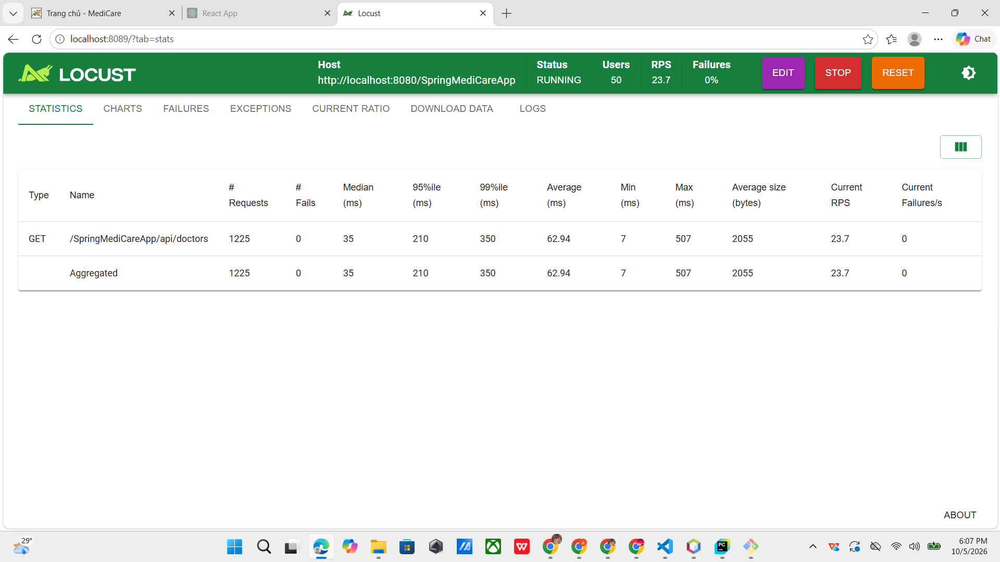 Trang chủ - MediCare
React App
Locust
localhost:8089/?tab=stats
Chat
LOCUST
Host
http://localhost:8080/SpringMediCareApp
Status
RUNNING
Users
50
RPS
23.7
Failures
0%
EDIT
STOP
RESET
STATISTICS CHARTS FAILURES EXCEPTIONS CURRENT RATIO DOWNLOAD DATA LOGS
Type Name # Requests # Fails Median (ms) 95%ile (ms) 99%ile (ms) Average (ms) Min (ms) Max (ms) Average size (bytes) Current RPS Current Failures/s
GET /SpringMediCareApp/api/doctors 1225 0 35 210 350 62.94 7 507 2055 23.7 0
Aggregated 1225 0 35 210 350 62.94 7 507 2055 23.7 0
ABOUT
29°
A
PC
6:07 PM
10/5/2026